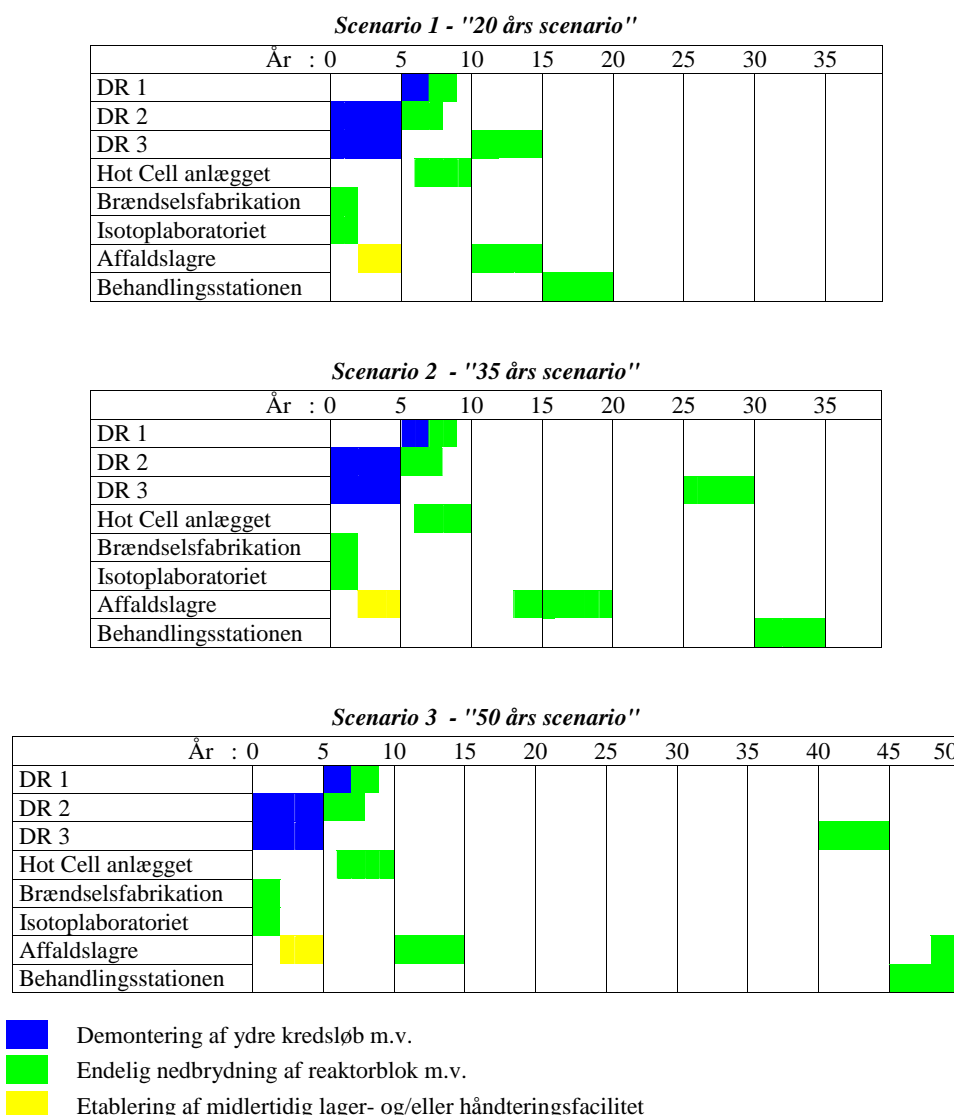 Scenario 1 - "20 års scenario"
År : 0 5 10 15 20 25 30 35
DR 1
DR 2
DR 3
Hot Cell anlægget
Brændselsfabrikation
Isotoplaboratoriet
Affaldslagre
Behandlingsstationen
Scenario 2 - "35 års scenario"
År : 0 5 10 15 20 25 30 35
DR 1
DR 2
DR 3
Hot Cell anlægget
Brændselsfabrikation
Isotoplaboratoriet
Affaldslagre
Behandlingsstationen
Scenario 3 - "50 års scenario"
År : 0 5 10 15 20 25 30 35 40 45 50
DR 1
DR 2
DR 3
Hot Cell anlægget
Brændselsfabrikation
Isotoplaboratoriet
Affaldslagre
Behandlingsstationen
Demontering af ydre kredsløb m.v.
Endelig nedbrydning af reaktorblok m.v.
Etablering af midlertidig lager- og/eller håndteringsfacilitet